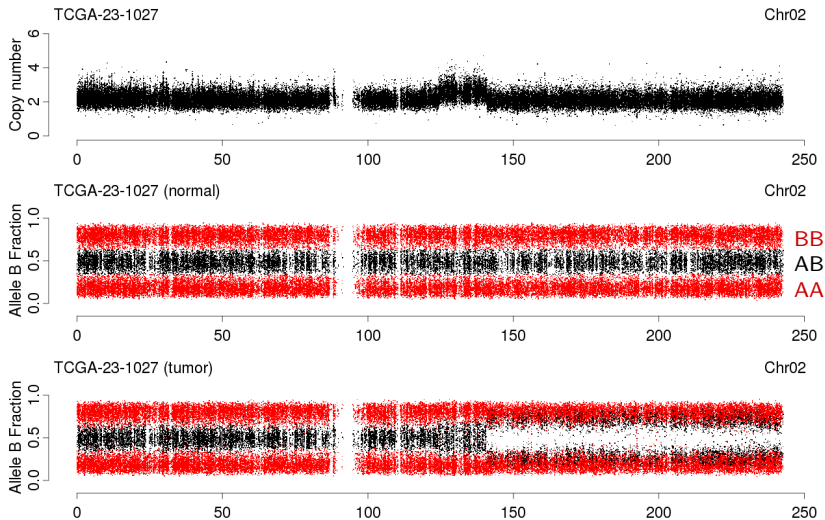 TCGA-23-1027 Chr02
Copy number
6
4
2
0
0 50 100 150 200 250
TCGA-23-1027 (normal) Chr02
Allele B Fraction
1.0
0.5
0.0
BB
AB
AA
0 50 100 150 200 250
TCGA-23-1027 (tumor) Chr02
Allele B Fraction
1.0
0.5
0.0
0 50 100 150 200 250